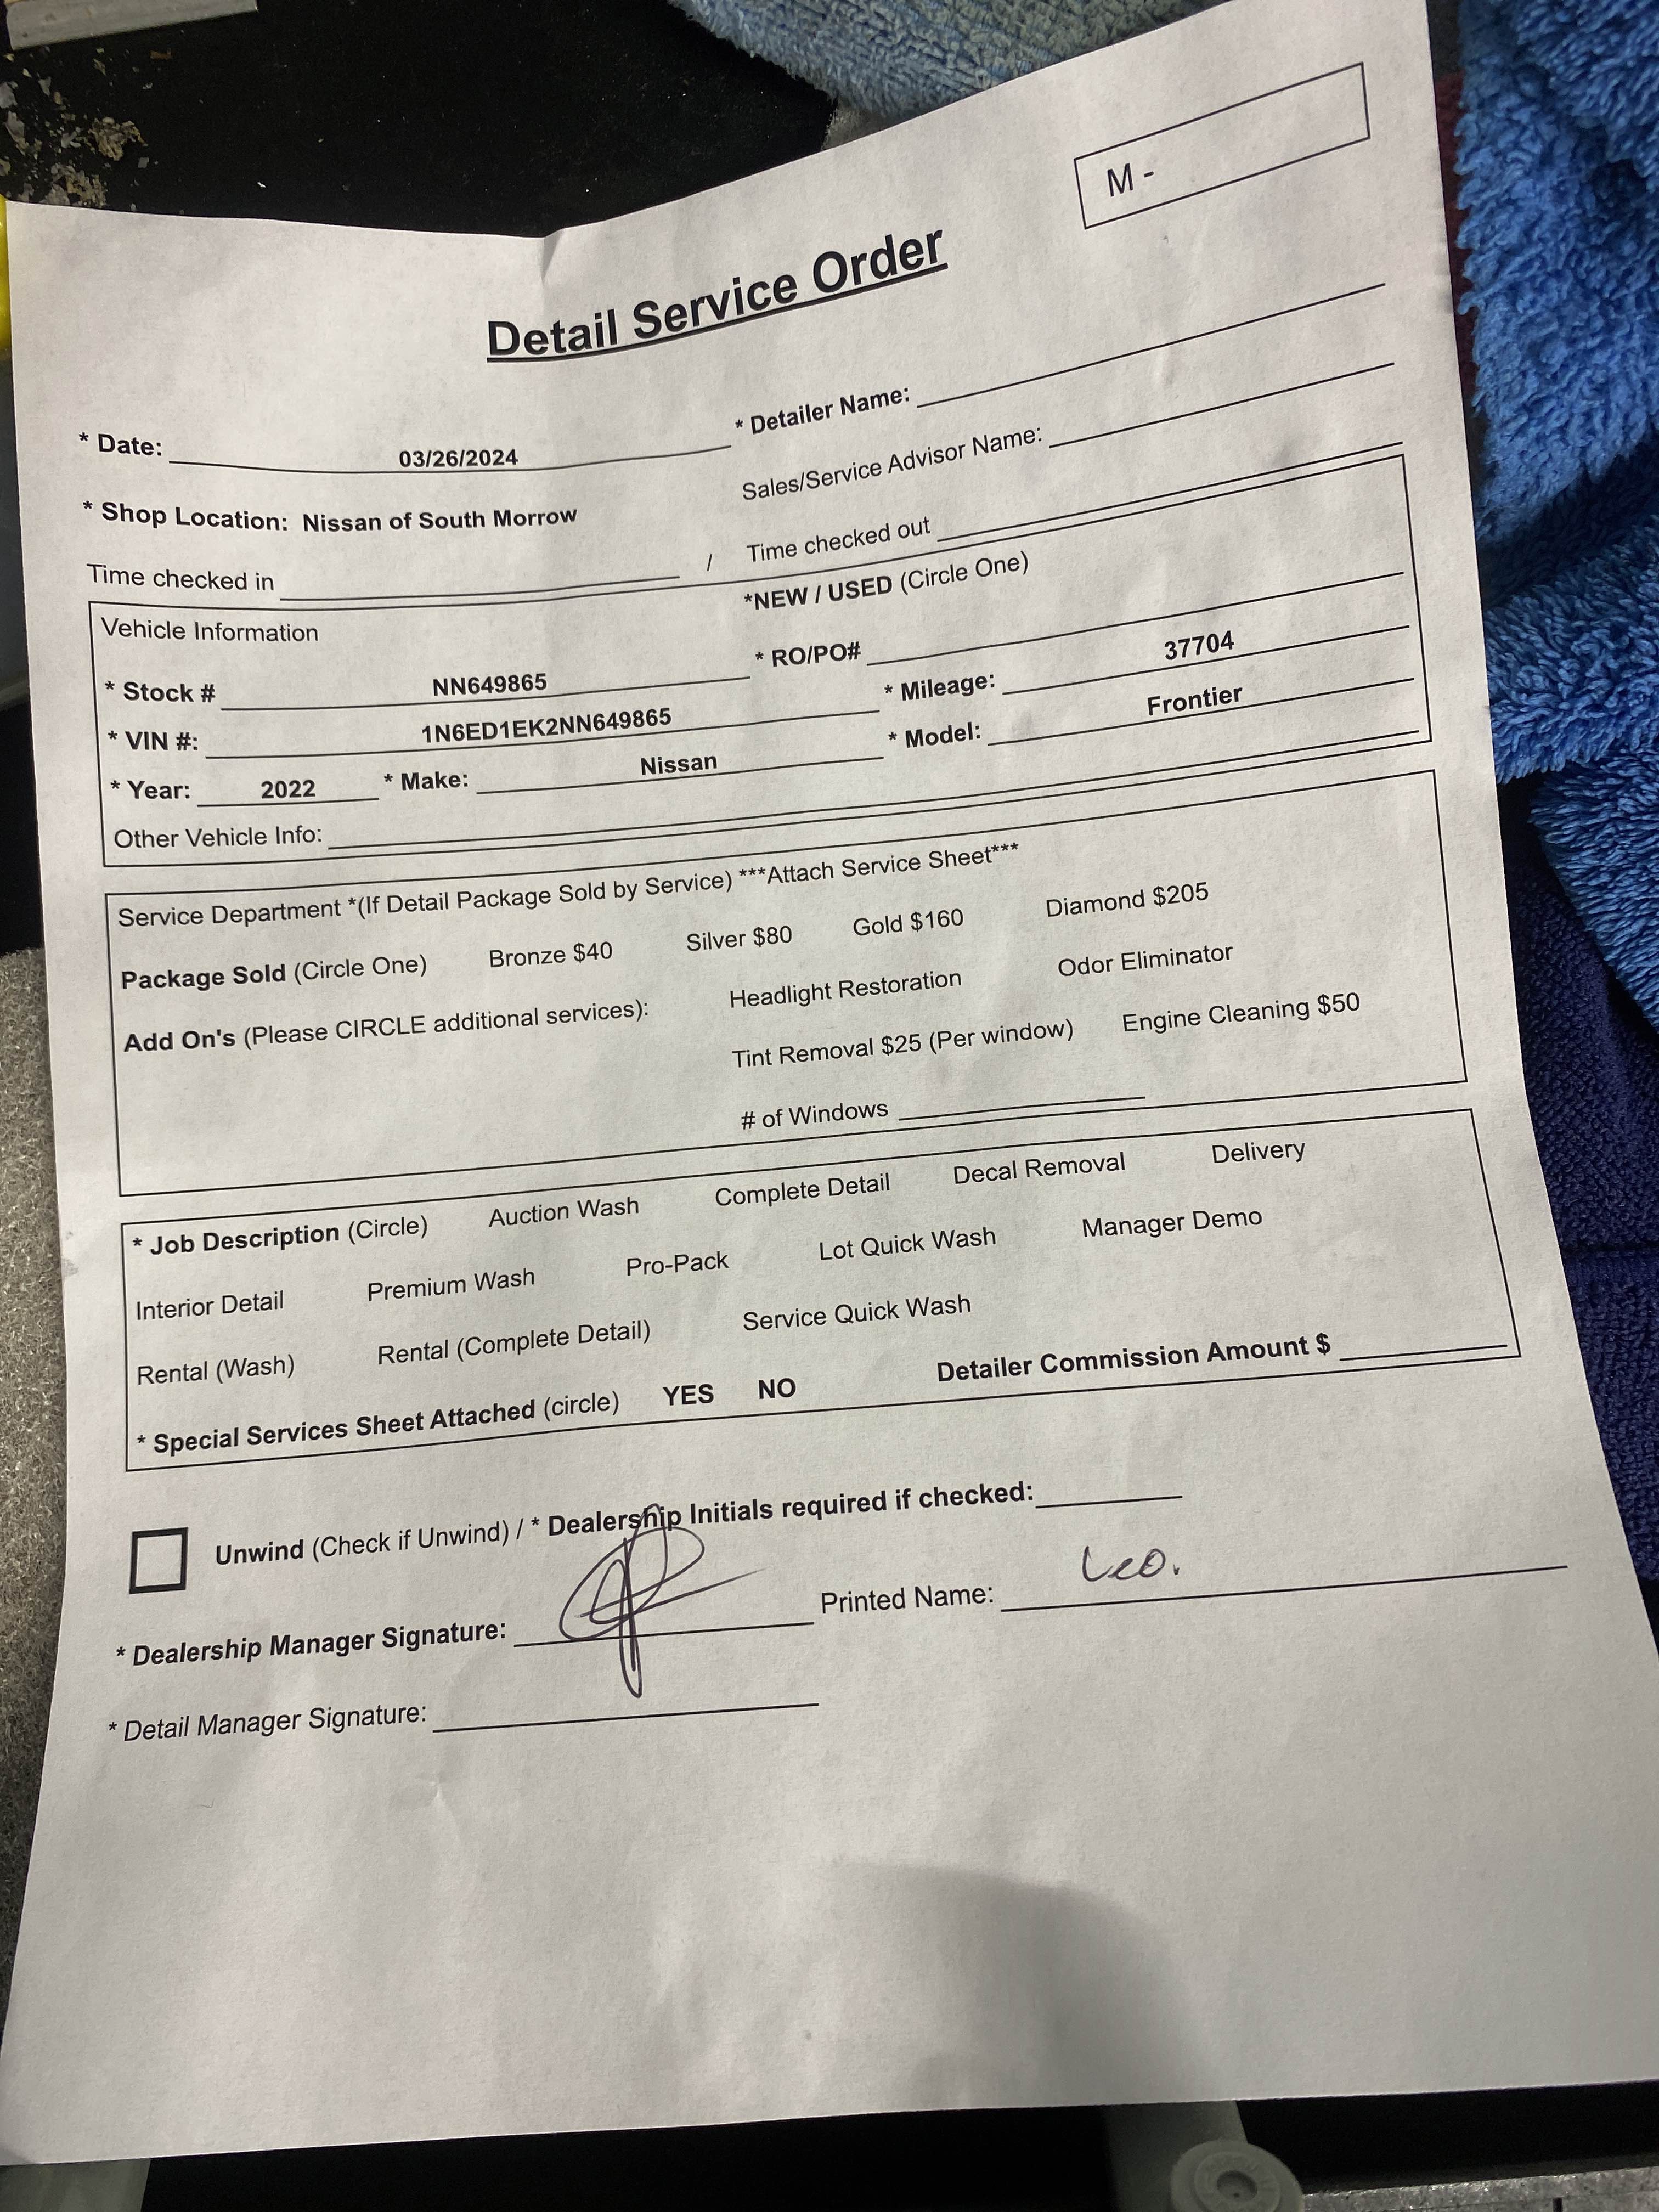 M -
Detail Service Order
* Date: 03/26/2024 * Detailer Name:
* Shop Location: Nissan of South Morrow Sales/Service Advisor Name:
Time checked in / Time checked out
Vehicle Information *NEW / USED (Circle One)
* Stock # NN649865 * RO/PO#
* VIN #: 1N6ED1EK2NN649865 * Mileage: 37704
* Year: 2022 * Make: Nissan * Model: Frontier
Other Vehicle Info:
Service Department *(If Detail Package Sold by Service) ***Attach Service Sheet***
Package Sold (Circle One) Bronze $40 Silver $80 Gold $160 Diamond $205
Add On's (Please CIRCLE additional services): Headlight Restoration Odor Eliminator
Tint Removal $25 (Per window) Engine Cleaning $50
# of Windows
* Job Description (Circle) Auction Wash Complete Detail Decal Removal Delivery
Interior Detail Premium Wash Pro-Pack Lot Quick Wash Manager Demo
Rental (Wash) Rental (Complete Detail) Service Quick Wash
* Special Services Sheet Attached (circle) YES NO Detailer Commission Amount $
Unwind (Check if Unwind) / * Dealership Initials required if checked:
* Dealership Manager Signature: Printed Name: Leo.
* Detail Manager Signature: